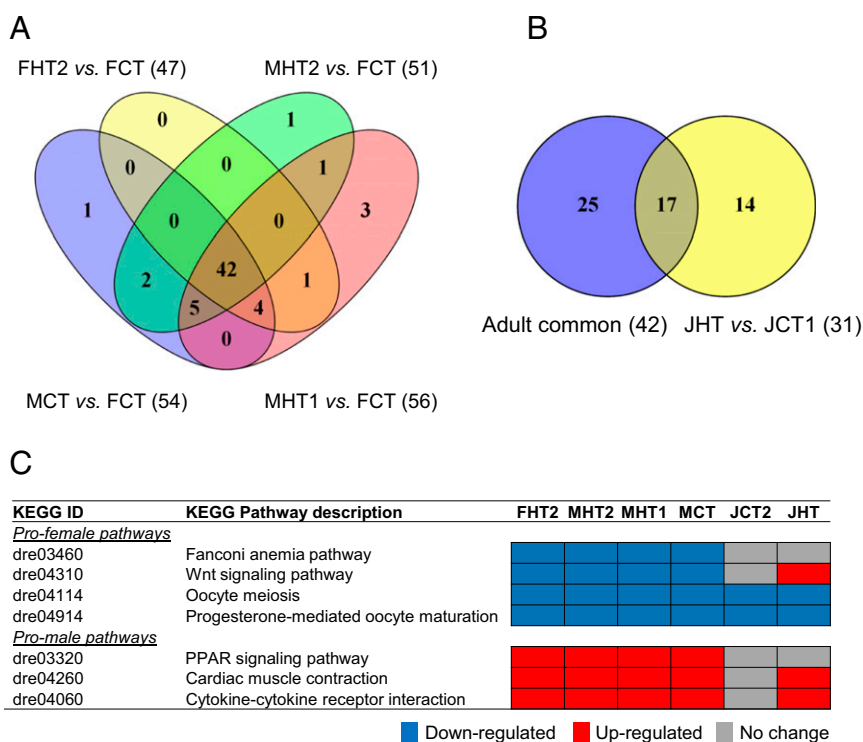 A
B
FHT2 vs. FCT (47)
MHT2 vs. FCT (51)
0
1
0
0
1
1
0
0
3
2
42
1
5
4
0
MCT vs. FCT (54)
MHT1 vs. FCT (56)
25
17
14
Adult common (42)
JHT vs. JCT1 (31)
C
KEGG ID KEGG Pathway description FHT2 MHT2 MHT1 MCT JCT2 JHT
Pro-female pathways
dre03460 Fanconi anemia pathway
dre04310 Wnt signaling pathway
dre04114 Oocyte meiosis
dre04914 Progesterone-mediated oocyte maturation
Pro-male pathways
dre03320 PPAR signaling pathway
dre04260 Cardiac muscle contraction
dre04060 Cytokine-cytokine receptor interaction
Down-regulated Up-regulated No change